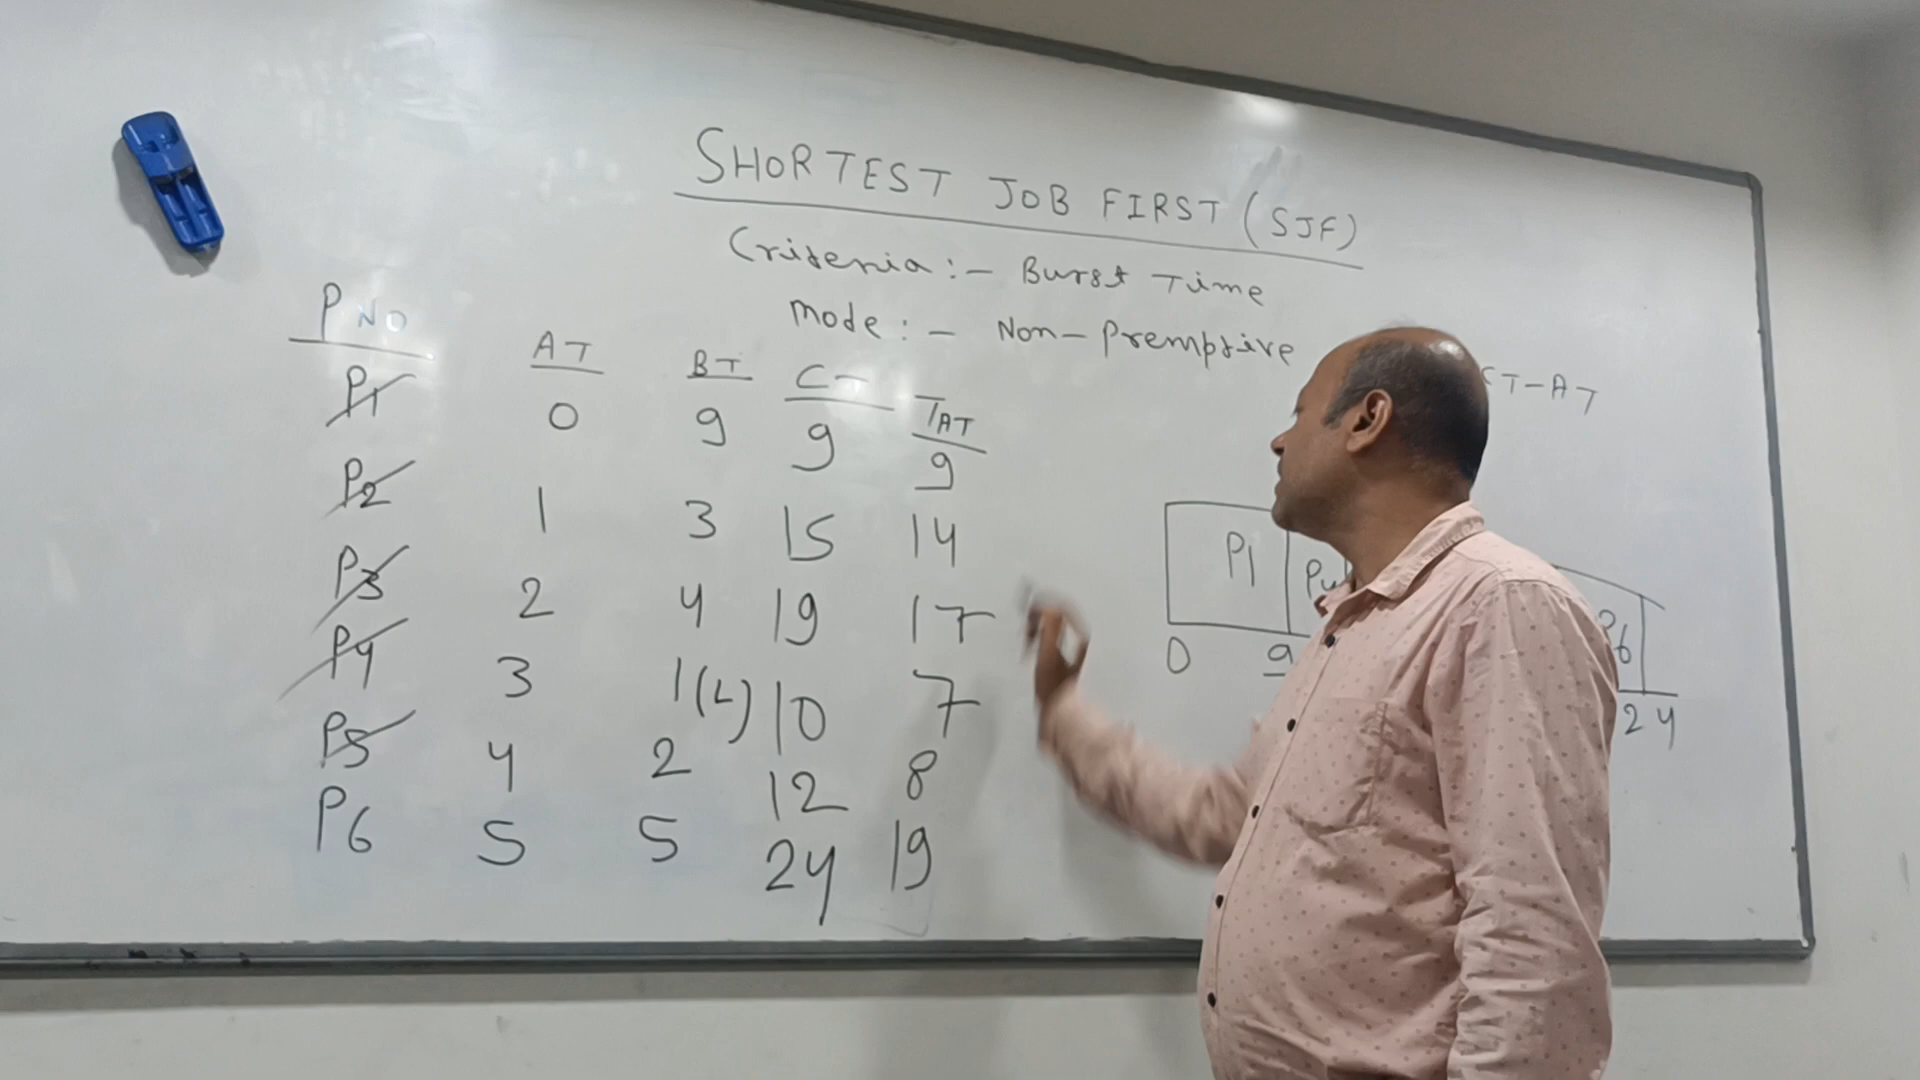 SHORTEST JOB FIRST (SJF)
Criteria :- Burst Time
Mode :- Non-Premptive
P NO AT BT CT TAT
P1 0 9 9 9
P2 1 3 15 14
P3 2 4 19 17
P4 3 1(L) 10 7
P5 4 2 12 8
P6 5 5 24 19
CT-AT
P1 P4 P6
0 9 24